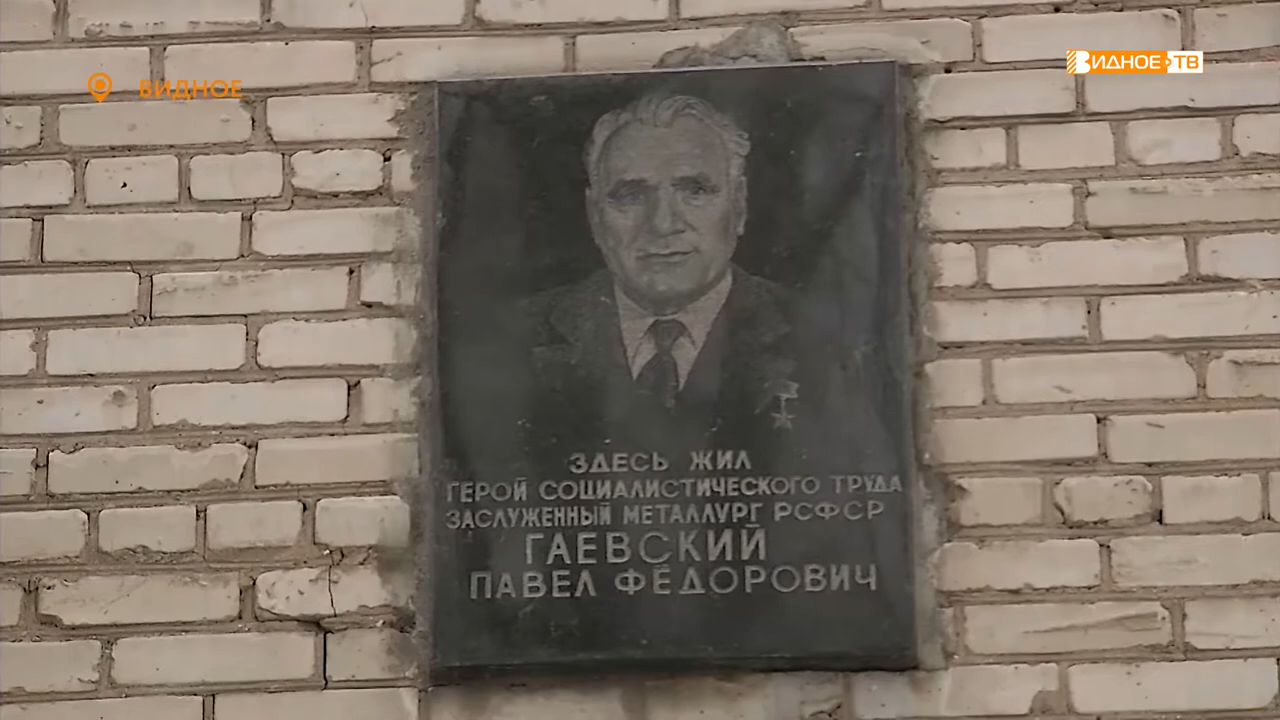 ВИДНОЕ
ВИДНОЕ ТВ
ЗДЕСЬ ЖИЛ
ГЕРОЙ СОЦИАЛИСТИЧЕСКОГО ТРУДА
ЗАСЛУЖЕННЫЙ МЕТАЛЛУРГ РСФСР
ГАЕВСКИЙ
ПАВЕЛ ФЁДОРОВИЧ